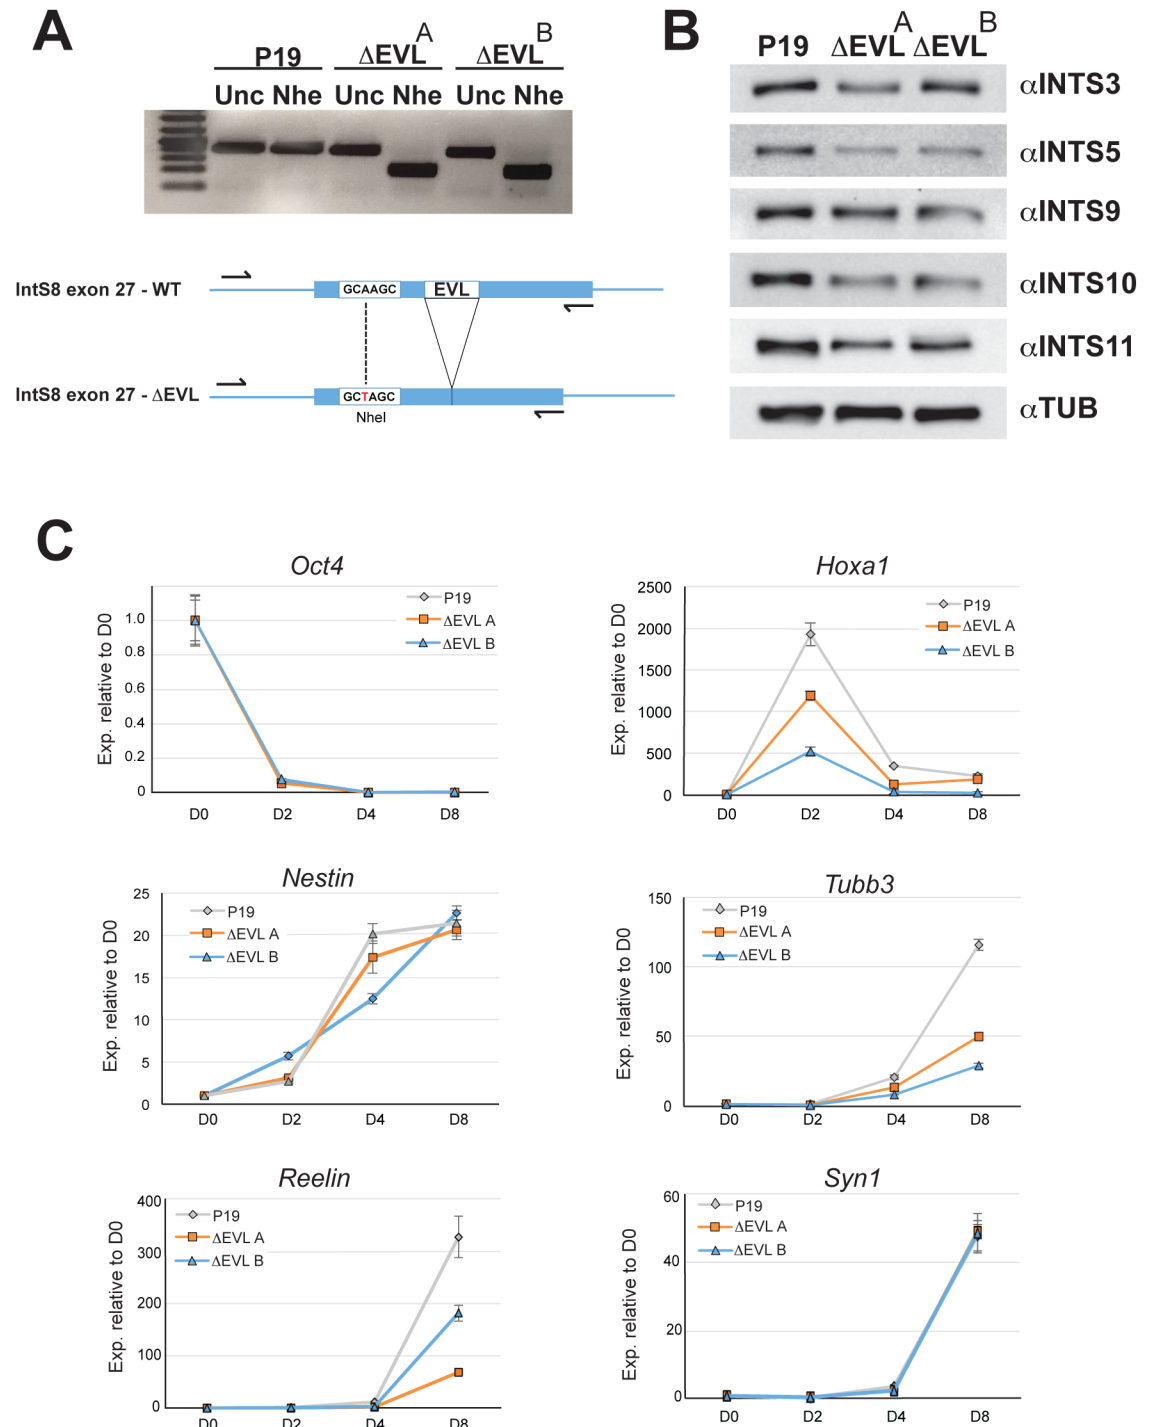 A
P19 ΔEVL A ΔEVL B
Unc Nhe Unc Nhe Unc Nhe
IntS8 exon 27 - WT
GCAAGC EVL
IntS8 exon 27 - ΔEVL
GCTAGC
NheI
B
P19 ΔEVL A ΔEVL B
αINTS3
αINTS5
αINTS9
αINTS10
αINTS11
αTUB
C
Oct4
Exp. relative to D0
1.0
0.8
0.6
0.4
0.2
0
P19
ΔEVL A
ΔEVL B
D0 D2 D4 D8
Hoxa1
Exp. relative to D0
2500
2000
1500
1000
500
0
P19
ΔEVL A
ΔEVL B
D0 D2 D4 D8
Nestin
Exp. relative to D0
25
20
15
10
5
0
P19
ΔEVL A
ΔEVL B
D0 D2 D4 D8
Tubb3
Exp. relative to D0
150
100
50
0
P19
ΔEVL A
ΔEVL B
D0 D2 D4 D8
Reelin
Exp. relative to D0
400
300
200
100
0
P19
ΔEVL A
ΔEVL B
D0 D2 D4 D8
Syn1
Exp. relative to D0
60
40
20
0
P19
ΔEVL A
ΔEVL B
D0 D2 D4 D8